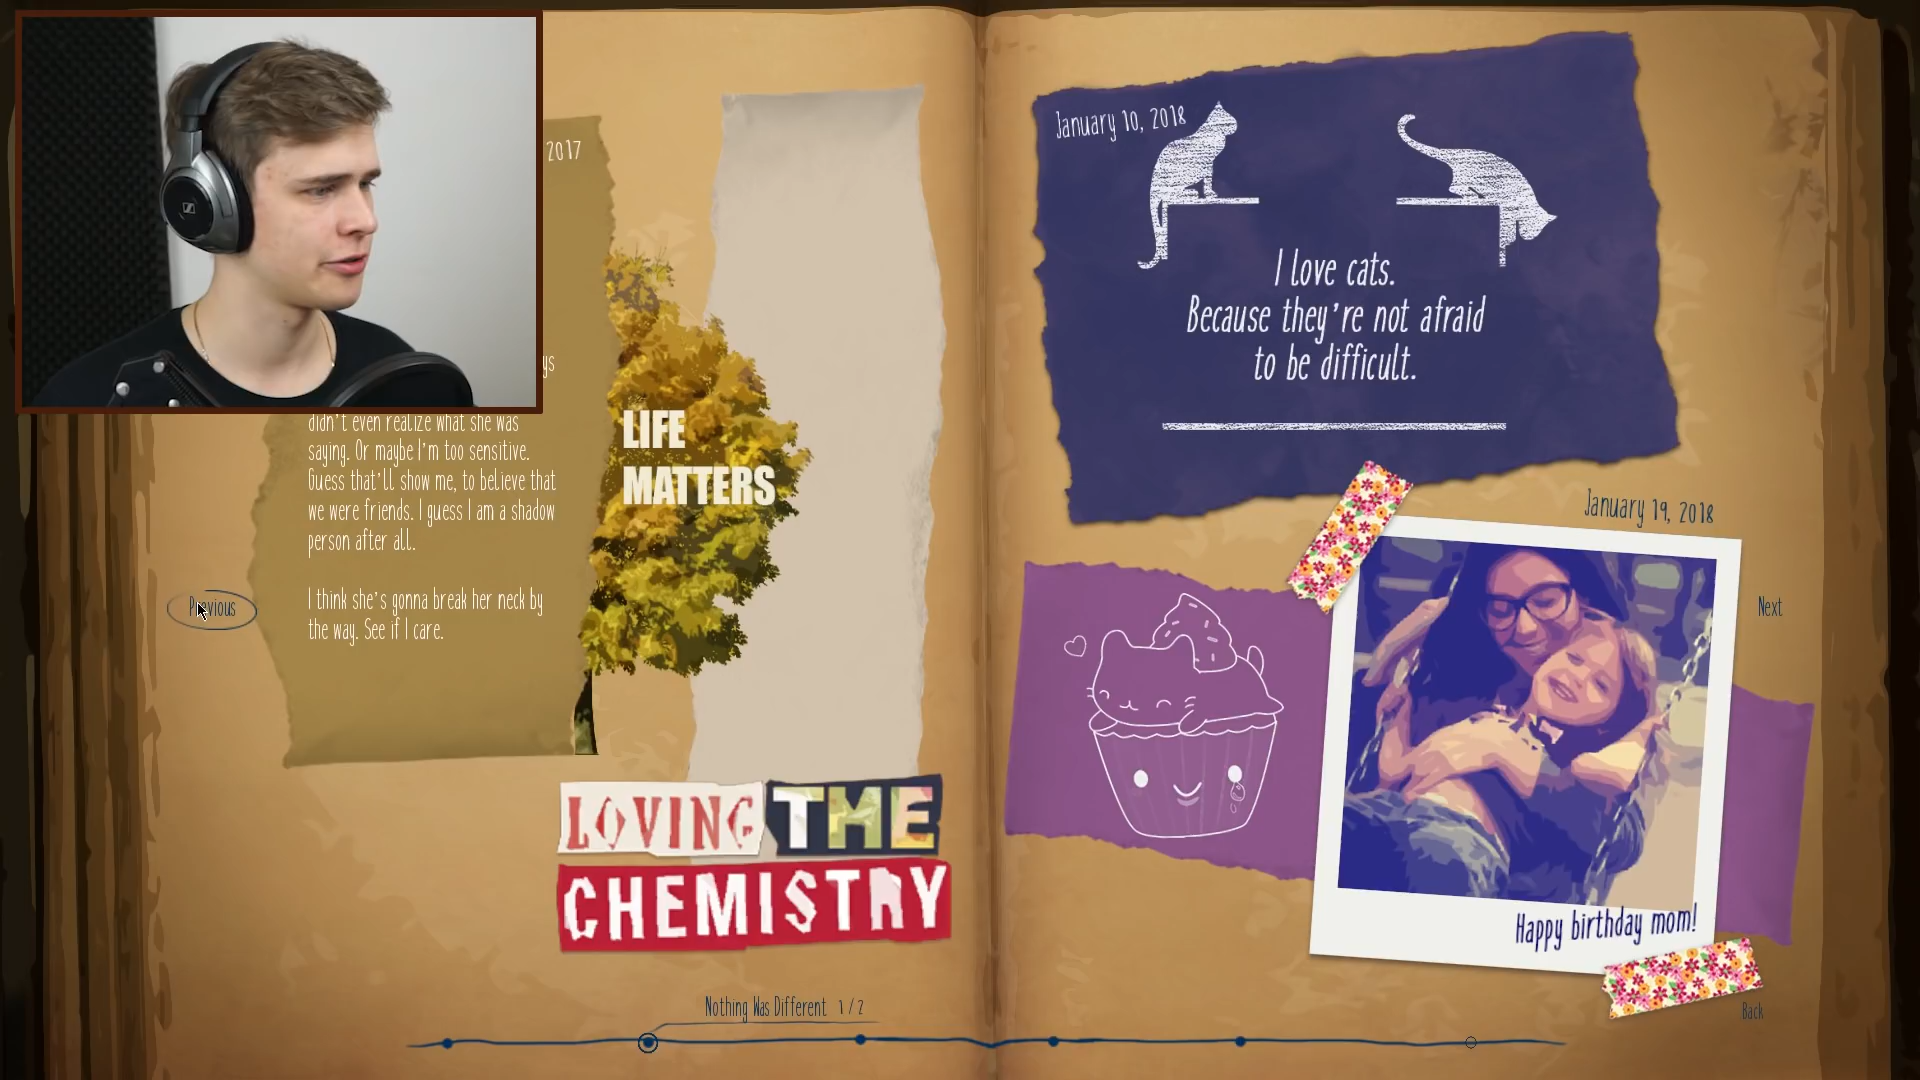 2017
ys
didn't even realize what she was
saying. Or maybe I'm too sensitive.
Guess that'll show me, to believe that
we were friends. I guess I am a shadow
person after all.
I think she's gonna break her neck by
the way. See if I care.
Previous
LIFE
MATTERS
LOVING THE
CHEMISTRY
January 10, 2018
I love cats.
Because they're not afraid
to be difficult.
January 19, 2018
Happy birthday mom!
Next
Back
Nothing Was Different 1 / 2